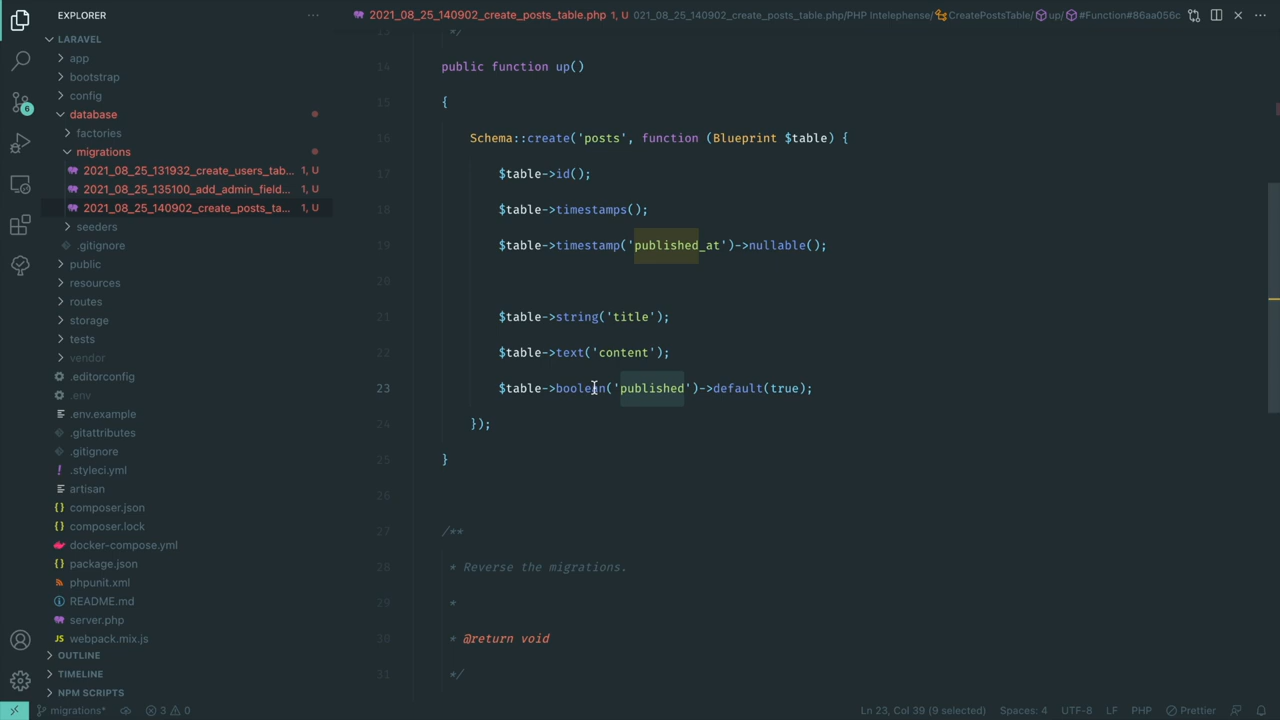 EXPLORER
···
LARAVEL
app
bootstrap
config
database
factories
migrations
2021_08_25_131932_create_users_tab... 1, U
2021_08_25_135100_add_admin_field... 1, U
2021_08_25_140902_create_posts_ta... 1, U
seeders
.gitignore
public
resources
routes
storage
tests
vendor
.editorconfig
.env
.env.example
.gitattributes
.gitignore
.styleci.yml
artisan
composer.json
composer.lock
docker-compose.yml
package.json
phpunit.xml
README.md
server.php
webpack.mix.js
OUTLINE
TIMELINE
NPM SCRIPTS
6
2021_08_25_140902_create_posts_table.php 1, U 021_08_25_140902_create_posts_table.php/PHP Intelephense/ CreatePostsTable/ up/ #Function#86aa056c
13 */
14 public function up()
15 {
16 Schema::create('posts', function (Blueprint $table) {
17 $table->id();
18 $table->timestamps();
19 $table->timestamp('published_at')->nullable();
20
21 $table->string('title');
22 $table->text('content');
23 $table->boolean('published')->default(true);
24 });
25 }
26
27 /**
28 * Reverse the migrations.
29 *
30 * @return void
31 */
migrations* 3 0 Ln 23, Col 39 (9 selected) Spaces: 4 UTF-8 LF PHP Prettier